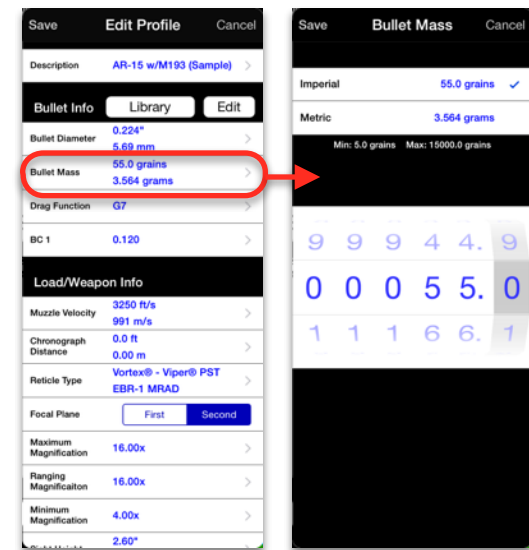 Save Edit Profile Cancel
Description AR-15 w/M193 (Sample)
Bullet Info Library Edit
Bullet Diameter 0.224"
5.69 mm
Bullet Mass 55.0 grains
3.564 grams
Drag Function G7
BC 1 0.120
Load/Weapon Info
Muzzle Velocity 3250 ft/s
991 m/s
Chronograph Distance 0.0 ft
0.00 m
Reticle Type Vortex® - Viper® PST
EBR-1 MRAD
Focal Plane First Second
Maximum Magnification 16.00x
Ranging Magnificaiton 16.00x
Minimum Magnification 4.00x
2.60"
Save Bullet Mass Cancel
Imperial 55.0 grains ✓
Metric 3.564 grams
Min: 5.0 grains Max: 15000.0 grains
9 9 9 4 4. 9
0 0 0 5 5. 0
1 1 1 6 6. 1